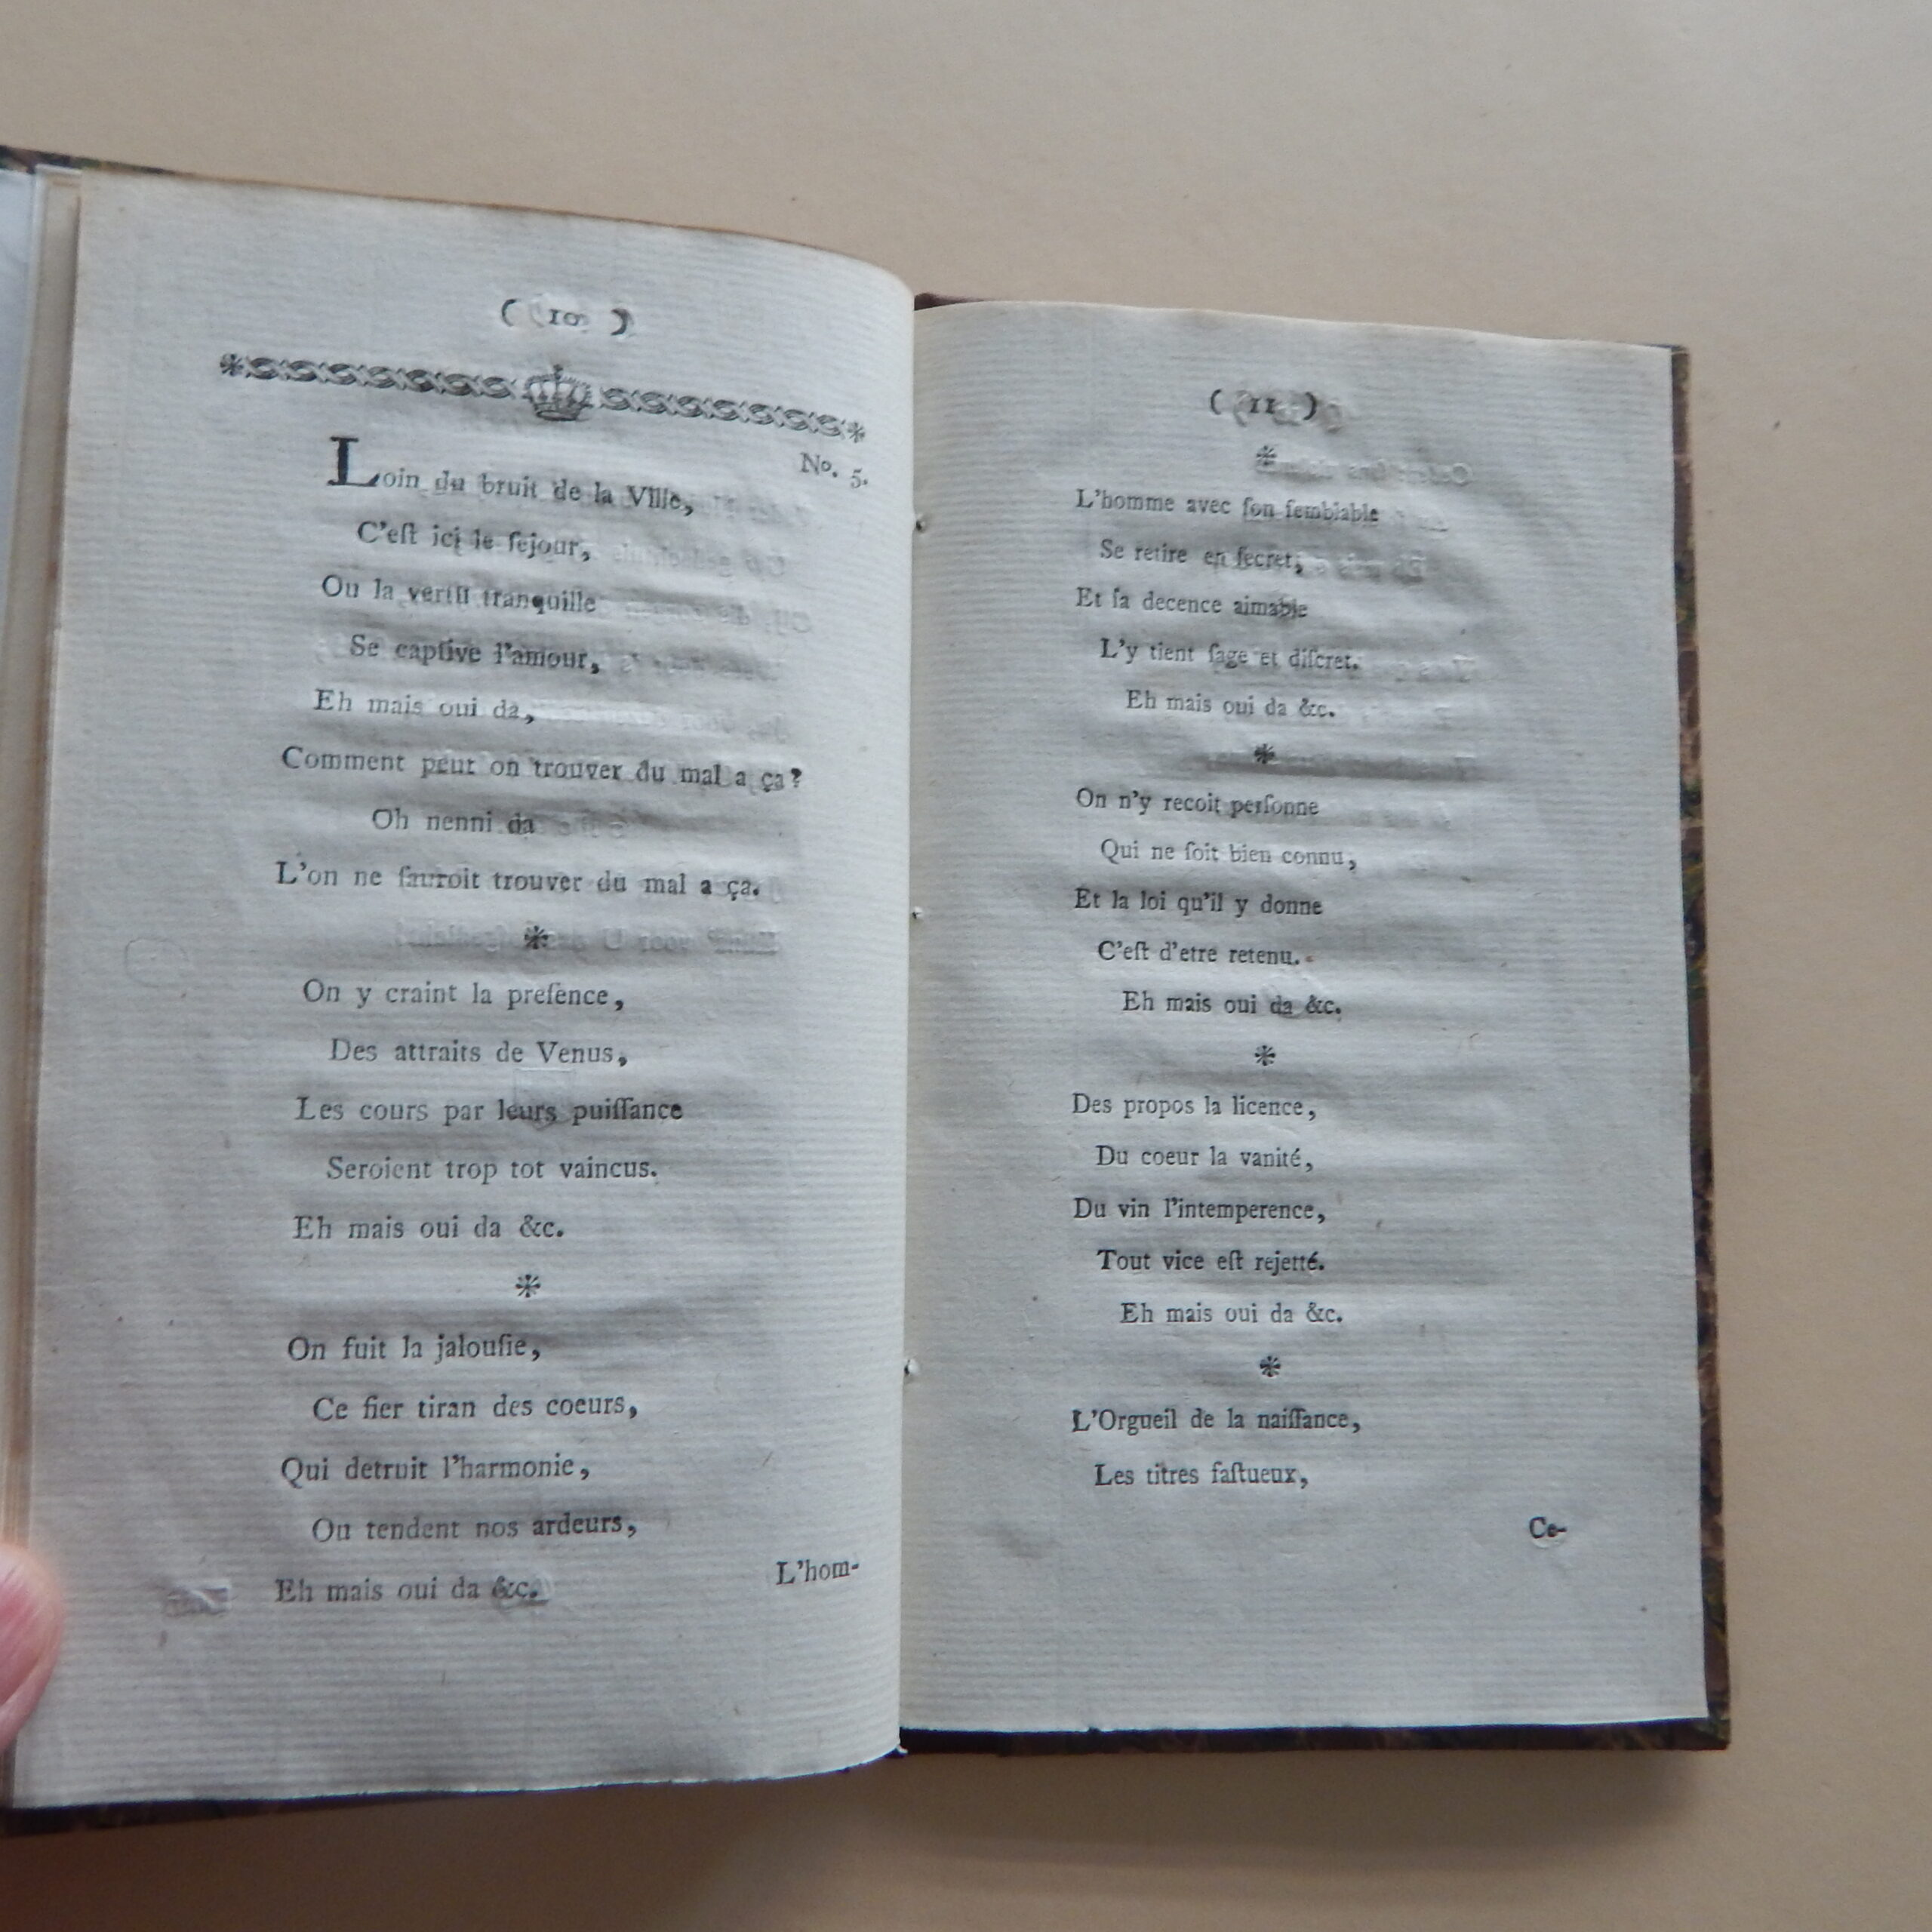 ( 10 )
No. 5.
Loin du bruit de la Ville,
C'eſt ici le ſejour,
Ou la vertu tranquille
Se captive l'amour,
Eh mais oui da,
Comment peut on trouver du mal a ça?
Oh nenni da
L'on ne ſauroit trouver du mal a ça.
*
On y craint la preſence,
Des attraits de Venus,
Les cours par leurs puiſſance
Seroient trop tot vaincus.
Eh mais oui da &c.
*
On fuit la jalouſie,
Ce fier tiran des coeurs,
Qui detruit l'harmonie,
Ou tendent nos ardeurs,
Eh mais oui da &c.
L'hom-
( 11 )
*
L'homme avec ſon ſemblable
Se retire en ſecret,
Et ſa decence aimable
L'y tient ſage et diſcret.
Eh mais oui da &c.
*
On n'y recoit perſonne
Qui ne ſoit bien connu,
Et la loi qu'il y donne
C'eſt d'etre retenu.
Eh mais oui da &c.
*
Des propos la licence,
Du coeur la vanité,
Du vin l'intemperence,
Tout vice eſt rejetté.
Eh mais oui da &c.
*
L'Orgueil de la naiſſance,
Les titres faſtueux,
Ce-